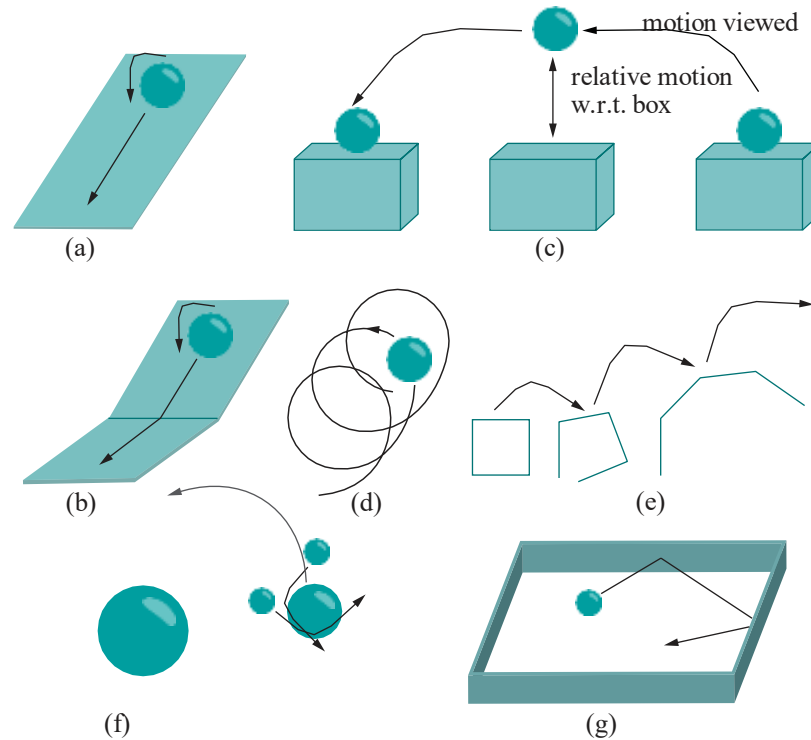 motion viewed
relative motion
w.r.t. box
(a)
(c)
(b)
(d)
(e)
(f)
(g)